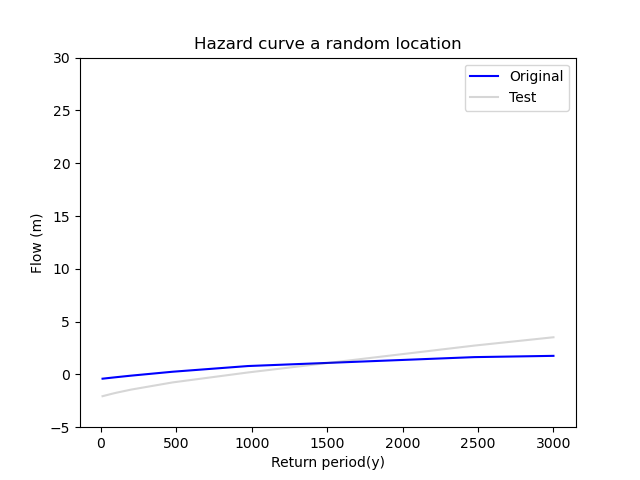 Hazard curve a random location
Original
Test
Flow (m)
30
25
20
15
10
5
0
−5
0 500 1000 1500 2000 2500 3000
Return period(y)